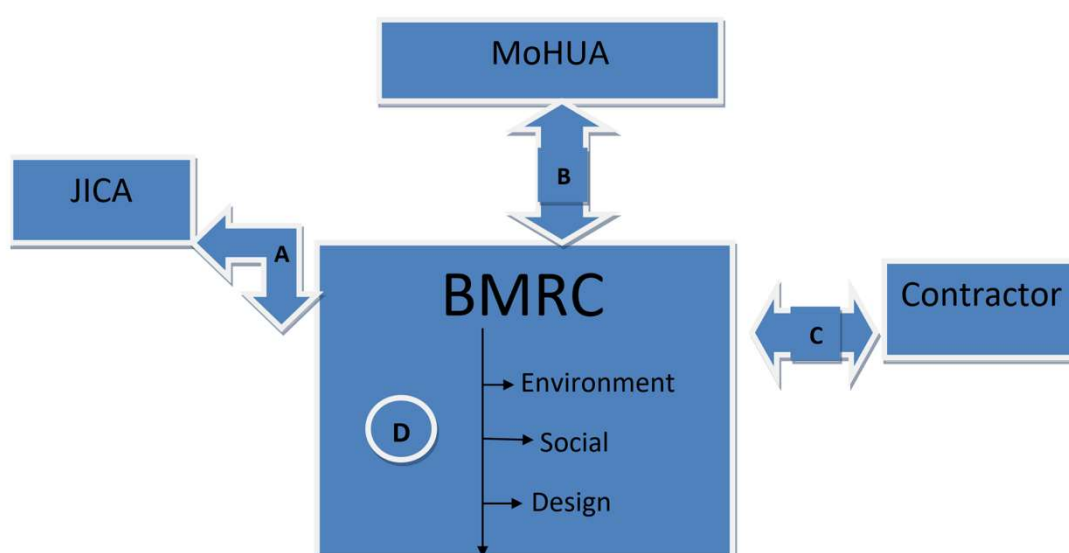 MoHUA
B
JICA
A
BMRC
Contractor
C
Environment
D
Social
Design